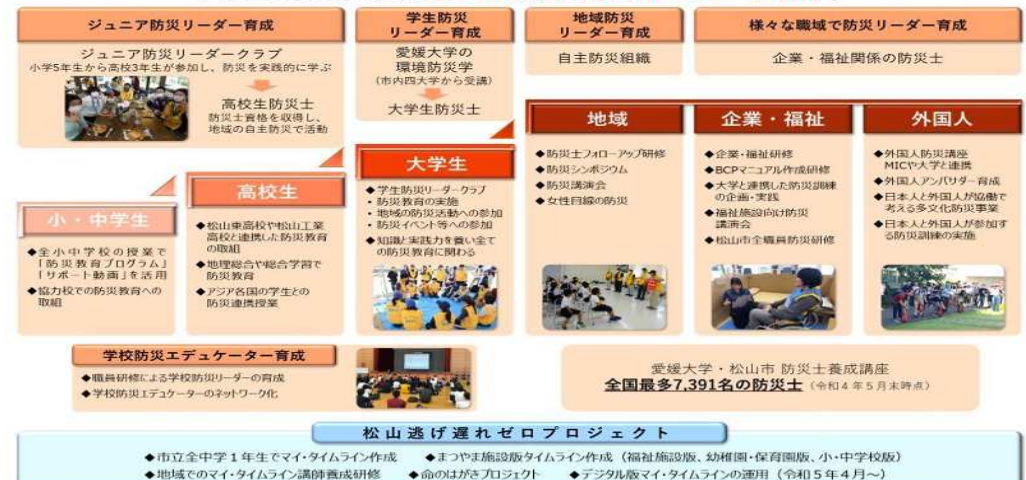 ジュニア防災リーダー育成
ジュニア防災リーダークラブ
小学5年生から高校3年生が参加し、防災を実践的に学ぶ
高校生防災士
防災士資格を取得し、
地域の自主防災で活動
学生防災
リーダー育成
愛媛大学の
環境防災学
(市内四大学から受講)
大学生防災士
地域防災
リーダー育成
自主防災組織
様々な職域で防災リーダー育成
企業・福祉関係の防災士
小・中学生
◆全小中学校の授業で
「防災教育プログラム」
「サポート動画」を活用
◆協力校での防災教育への
取組
高校生
◆松山東高校や松山工業
高校と連携した防災教育
の取組
◆地理総合や総合学習で
防災教育
◆アジア各国の学生との
防災連携授業
大学生
◆学生防災リーダークラブ
・防災教育の実施
・地域の防災活動への参加
・防災イベント等への参加
◆知識と実践力を養い全て
の防災教育に関わる
地域
◆防災士フォローアップ研修
◆防災シンポジウム
◆防災講演会
◆女性目線の防災
企業・福祉
◆企業・福祉研修
◆BCPマニュアル作成研修
◆大学と連携した防災訓練
の企画・実践
◆福祉施設向け防災
講演会
◆松山市全職員防災研修
外国人
◆外国人防災講座
MICや大学と連携
◆外国人アンバサダー育成
◆日本人と外国人が協働で
考える多文化防災事業
◆日本人と外国人が参加す
る防災訓練の実施
学校防災エデュケーター育成
◆職員研修による学校防災リーダーの育成
◆学校防災エデュケーターのネットワーク化
愛媛大学・松山市 防災士養成講座
全国最多7,391名の防災士（令和4年5月末時点）
松山逃げ遅れゼロプロジェクト
◆市立全中学1年生でマイ・タイムライン作成 ◆まつやま施設版タイムライン作成（福祉施設版、幼稚園・保育園版、小・中学校版）
◆地域でのマイ・タイムライン講師養成研修 ◆命のはがきプロジェクト ◆デジタル版マイ・タイムラインの運用（令和5年4月～）